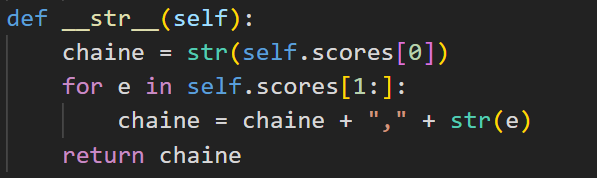 def __str__(self):
    chaine = str(self.scores[0])
    for e in self.scores[1:]:
        chaine = chaine + "," + str(e)
    return chaine